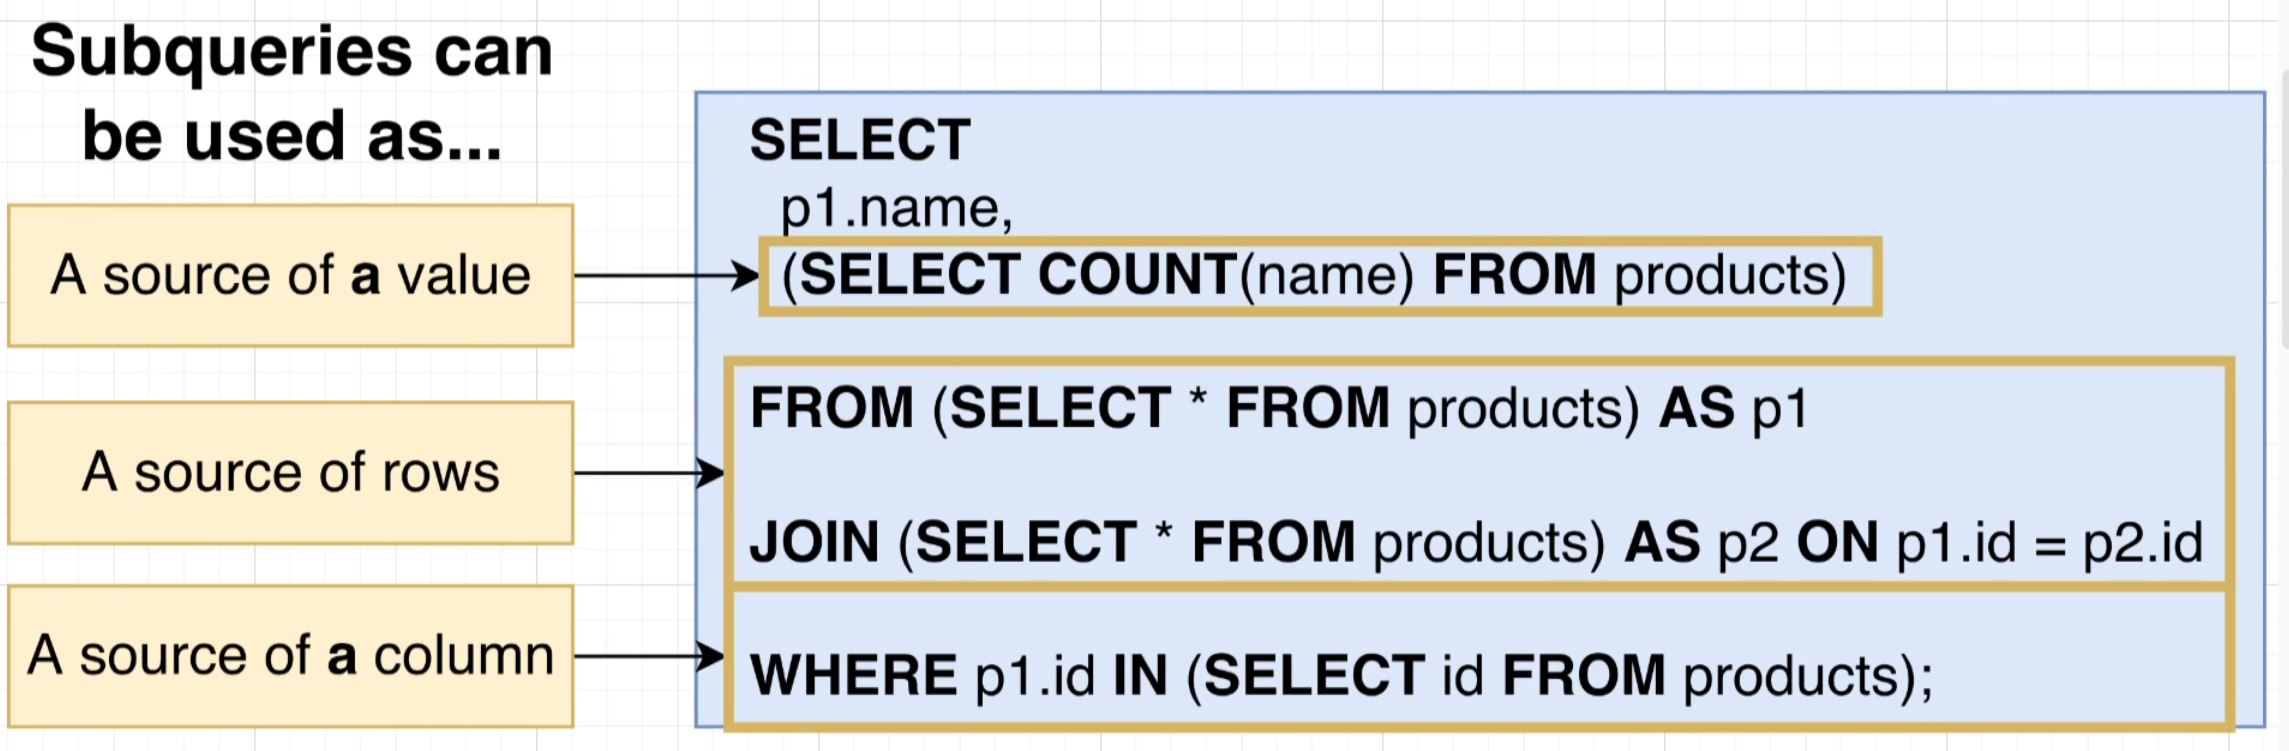 Subqueries can
be used as...
A source of a value
A source of rows
A source of a column
SELECT
p1.name,
(SELECT COUNT(name) FROM products)
FROM (SELECT * FROM products) AS p1
JOIN (SELECT * FROM products) AS p2 ON p1.id = p2.id
WHERE p1.id IN (SELECT id FROM products);